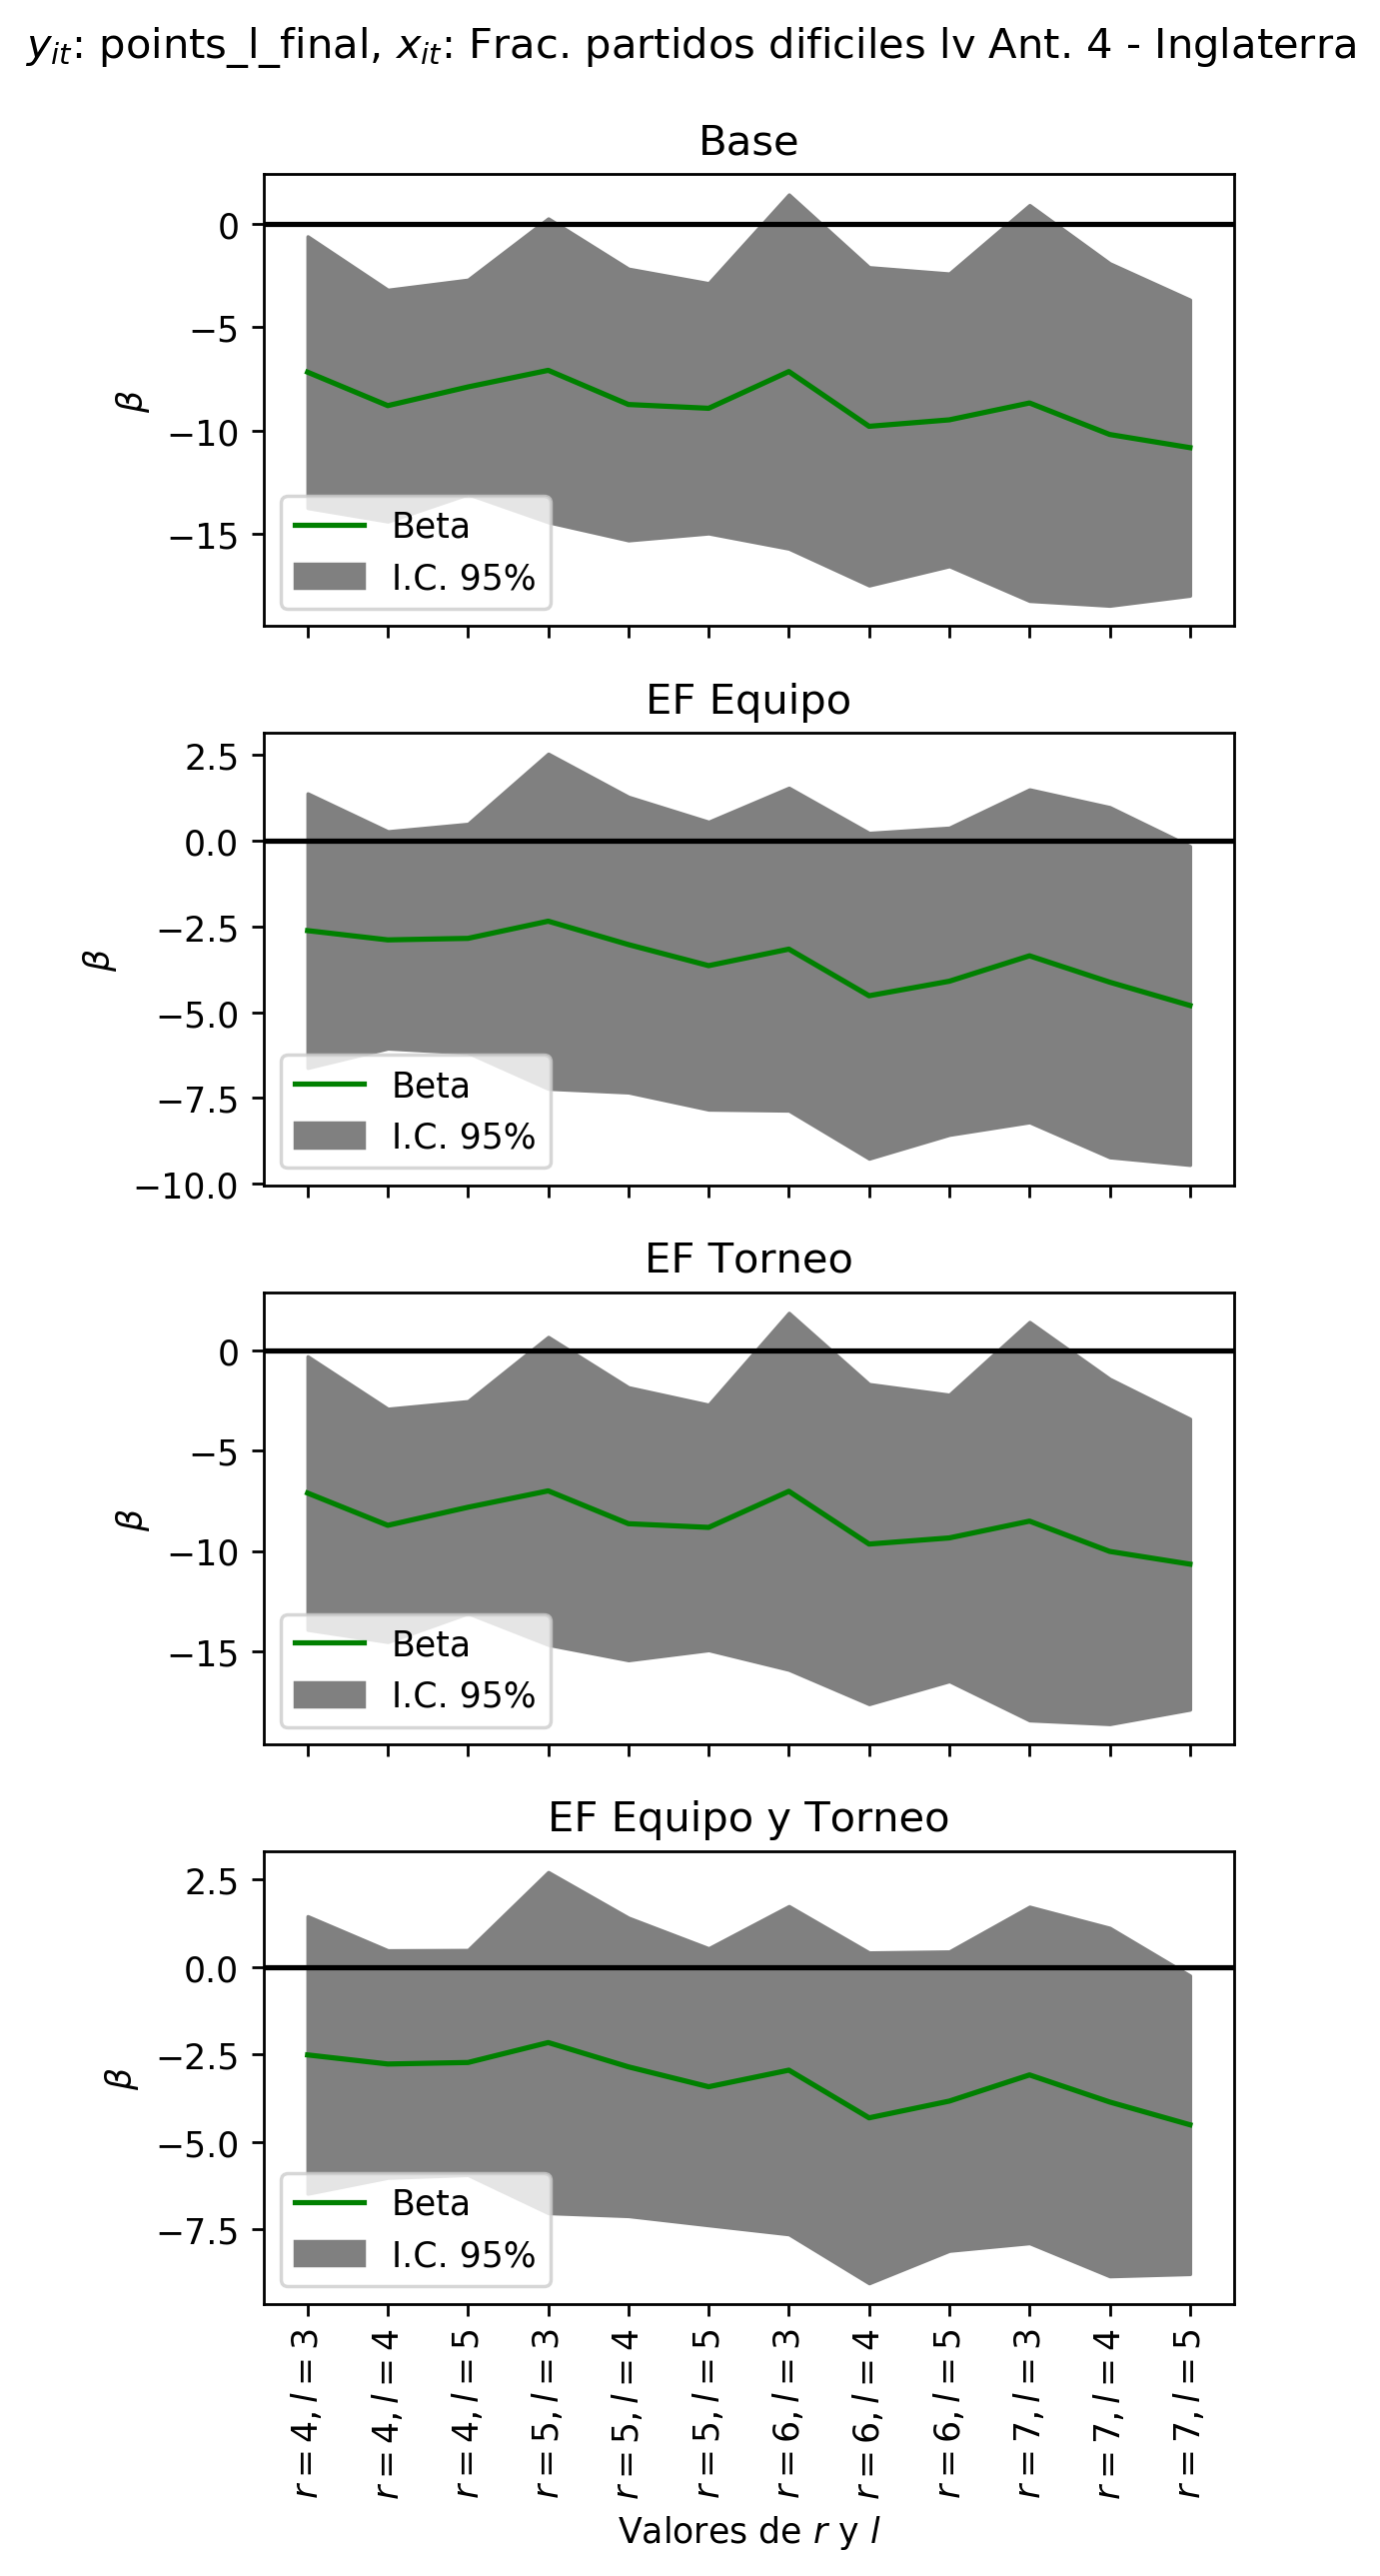 y_it: points_l_final, x_it: Frac. partidos dificiles lv Ant. 4 - Inglaterra
Base
0
−5
−10
−15
β
Beta
I.C. 95%
EF Equipo
2.5
0.0
−2.5
−5.0
−7.5
−10.0
β
Beta
I.C. 95%
EF Torneo
0
−5
−10
−15
β
Beta
I.C. 95%
EF Equipo y Torneo
2.5
0.0
−2.5
−5.0
−7.5
β
Beta
I.C. 95%
r = 4, l = 3
r = 4, l = 4
r = 4, l = 5
r = 5, l = 3
r = 5, l = 4
r = 5, l = 5
r = 6, l = 3
r = 6, l = 4
r = 6, l = 5
r = 7, l = 3
r = 7, l = 4
r = 7, l = 5
Valores de r y l